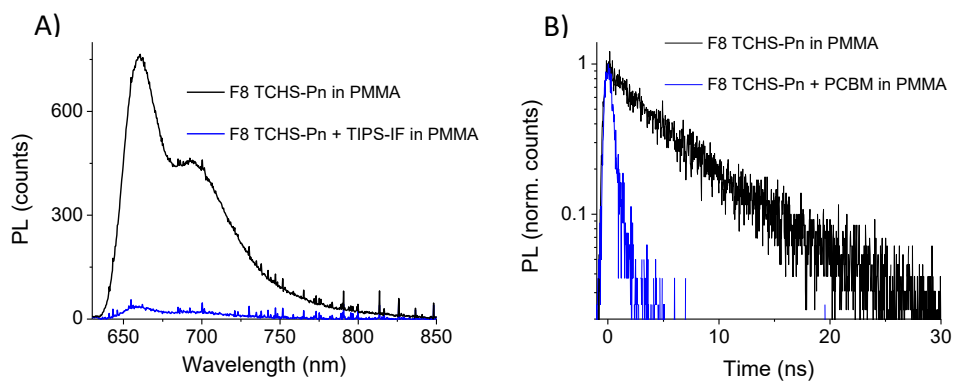 A)
PL (counts)
600
300
0
F8 TCHS-Pn in PMMA
F8 TCHS-Pn + TIPS-IF in PMMA
650 700 750 800 850
Wavelength (nm)
B)
PL (norm. counts)
1
0.1
F8 TCHS-Pn in PMMA
F8 TCHS-Pn + PCBM in PMMA
0 10 20 30
Time (ns)